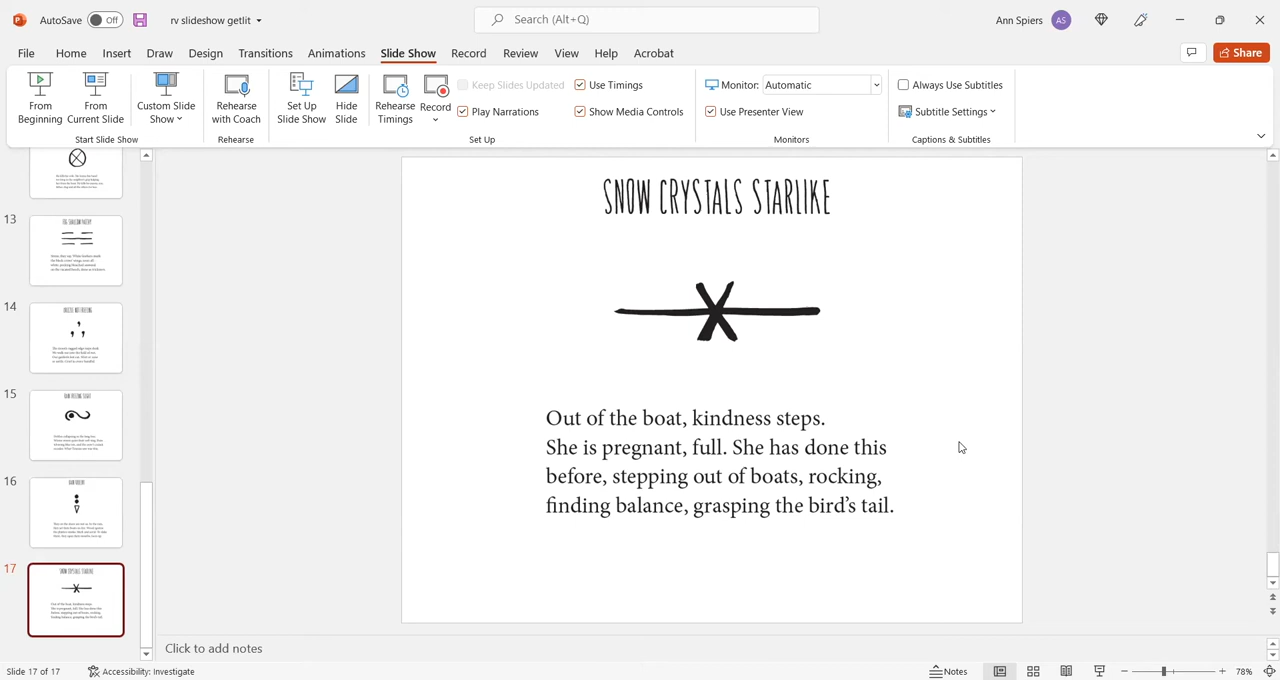 AutoSave Off rv slideshow getlit Search (Alt+Q) Ann Spiers AS
File Home Insert Draw Design Transitions Animations Slide Show Record Review View Help Acrobat Share
From Beginning
From Current Slide
Custom Slide Show
Start Slide Show
Rehearse with Coach
Rehearse
Set Up Slide Show
Hide Slide
Rehearse Timings
Record
Keep Slides Updated
Play Narrations
Use Timings
Show Media Controls
Set Up
Monitor: Automatic
Use Presenter View
Monitors
Always Use Subtitles
Subtitle Settings
Captions & Subtitles
13
14
15
16
17
SNOW CRYSTALS STARLIKE
SNOW CRYSTALS STARLIKE
Out of the boat, kindness steps.
She is pregnant, full. She has done this
before, stepping out of boats, rocking,
finding balance, grasping the bird’s tail.
Click to add notes
Slide 17 of 17 Accessibility: Investigate Notes 78%